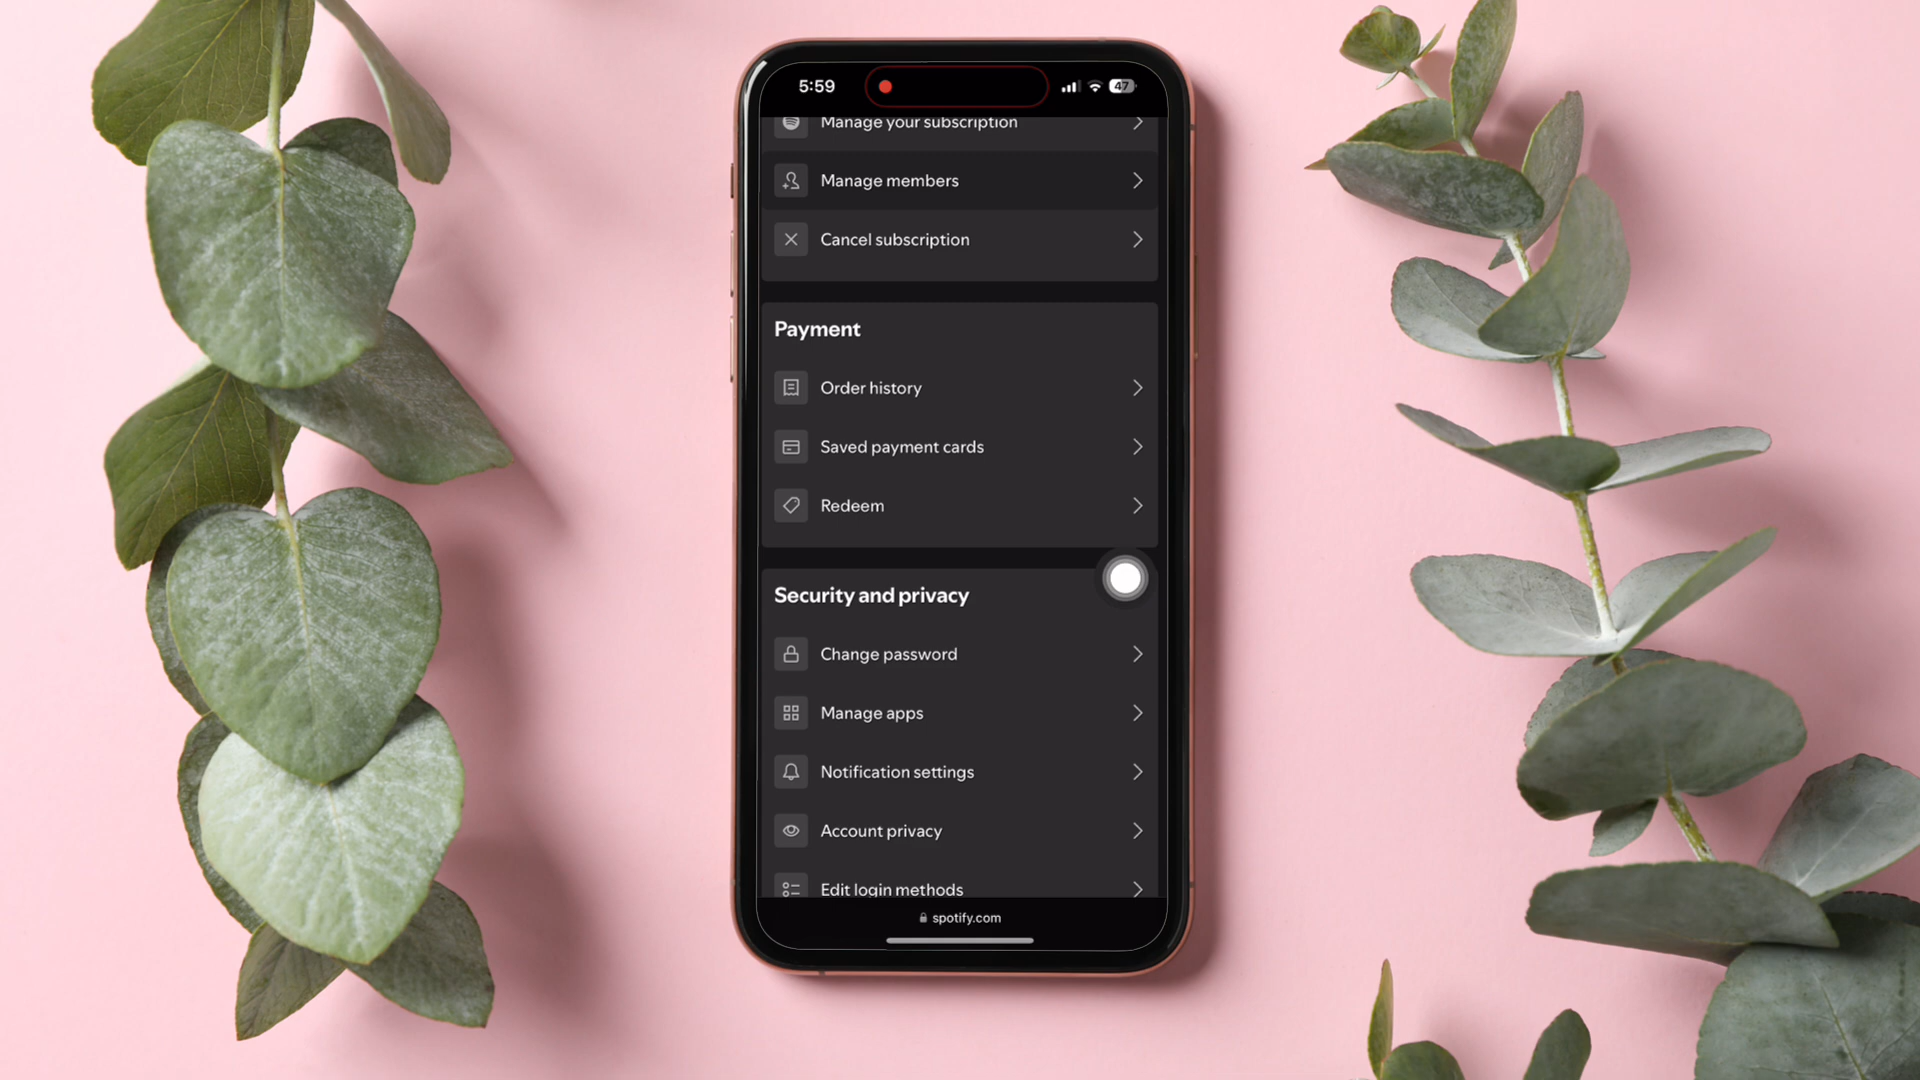 5:59
47
Manage your subscription
Manage members
Cancel subscription
Payment
Order history
Saved payment cards
Redeem
Security and privacy
Change password
Manage apps
Notification settings
Account privacy
Edit login methods
spotify.com